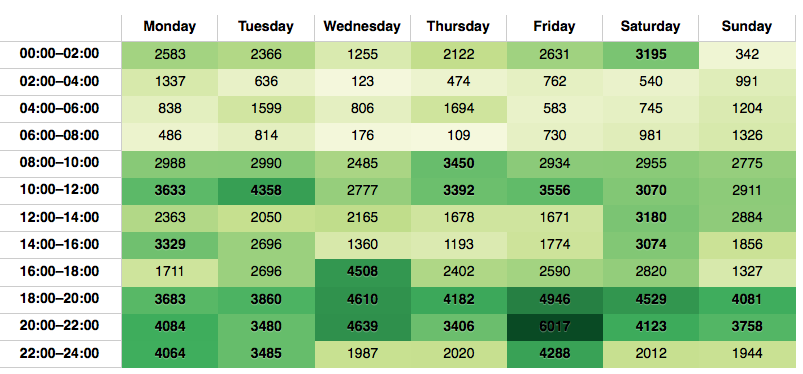 Monday Tuesday Wednesday Thursday Friday Saturday Sunday
00:00–02:00 2583 2366 1255 2122 2631 3195 342
02:00–04:00 1337 636 123 474 762 540 991
04:00–06:00 838 1599 806 1694 583 745 1204
06:00–08:00 486 814 176 109 730 981 1326
08:00–10:00 2988 2990 2485 3450 2934 2955 2775
10:00–12:00 3633 4358 2777 3392 3556 3070 2911
12:00–14:00 2363 2050 2165 1678 1671 3180 2884
14:00–16:00 3329 2696 1360 1193 1774 3074 1856
16:00–18:00 1711 2696 4508 2402 2590 2820 1327
18:00–20:00 3683 3860 4610 4182 4946 4529 4081
20:00–22:00 4084 3480 4639 3406 6017 4123 3758
22:00–24:00 4064 3485 1987 2020 4288 2012 1944